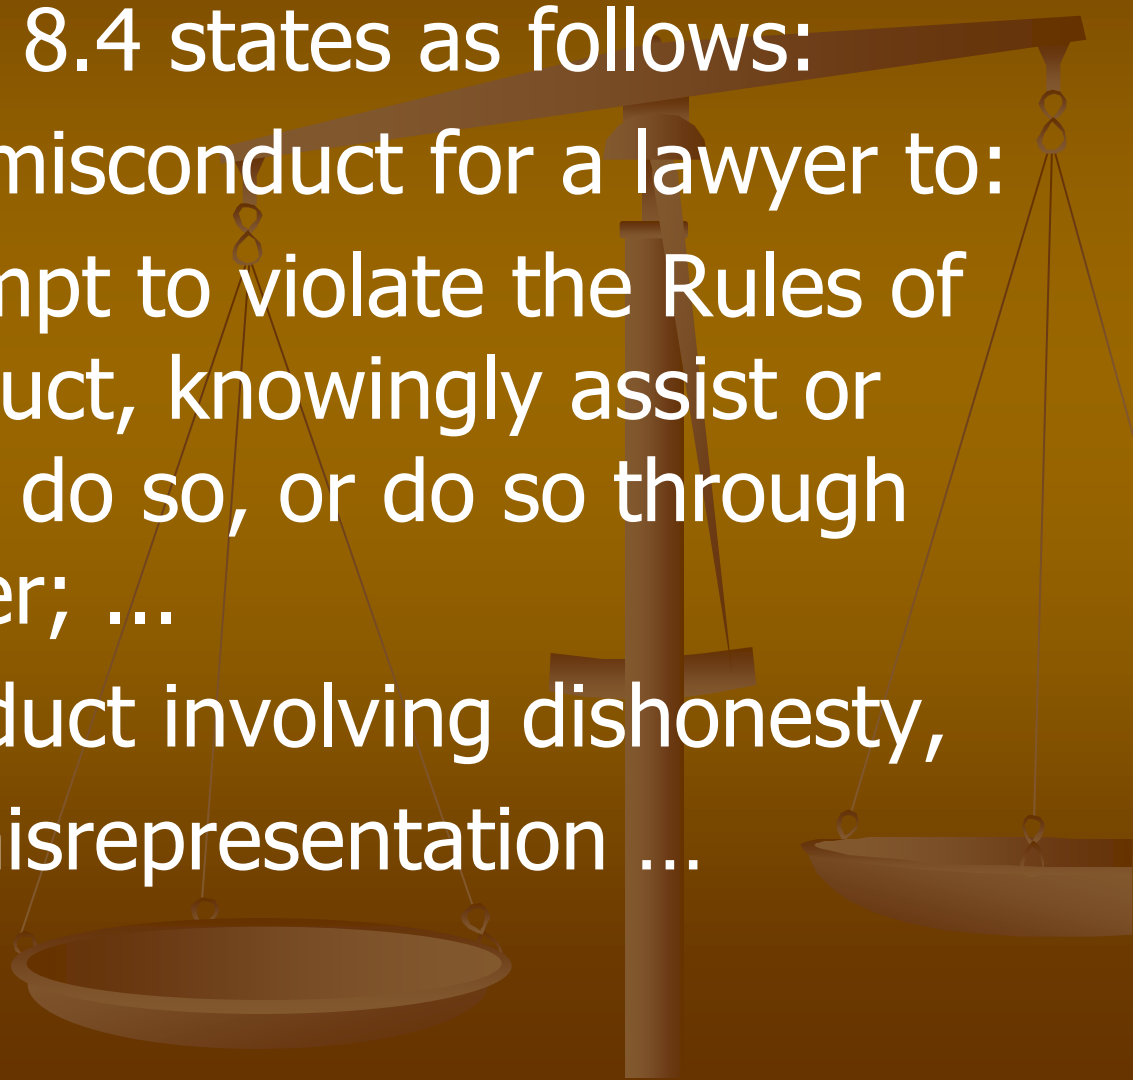 8.4 states as follows:
misconduct for a lawyer to:
mpt to violate the Rules of
uct, knowingly assist or
do so, or do so through
er; ...
duct involving dishonesty,
isrepresentation ...